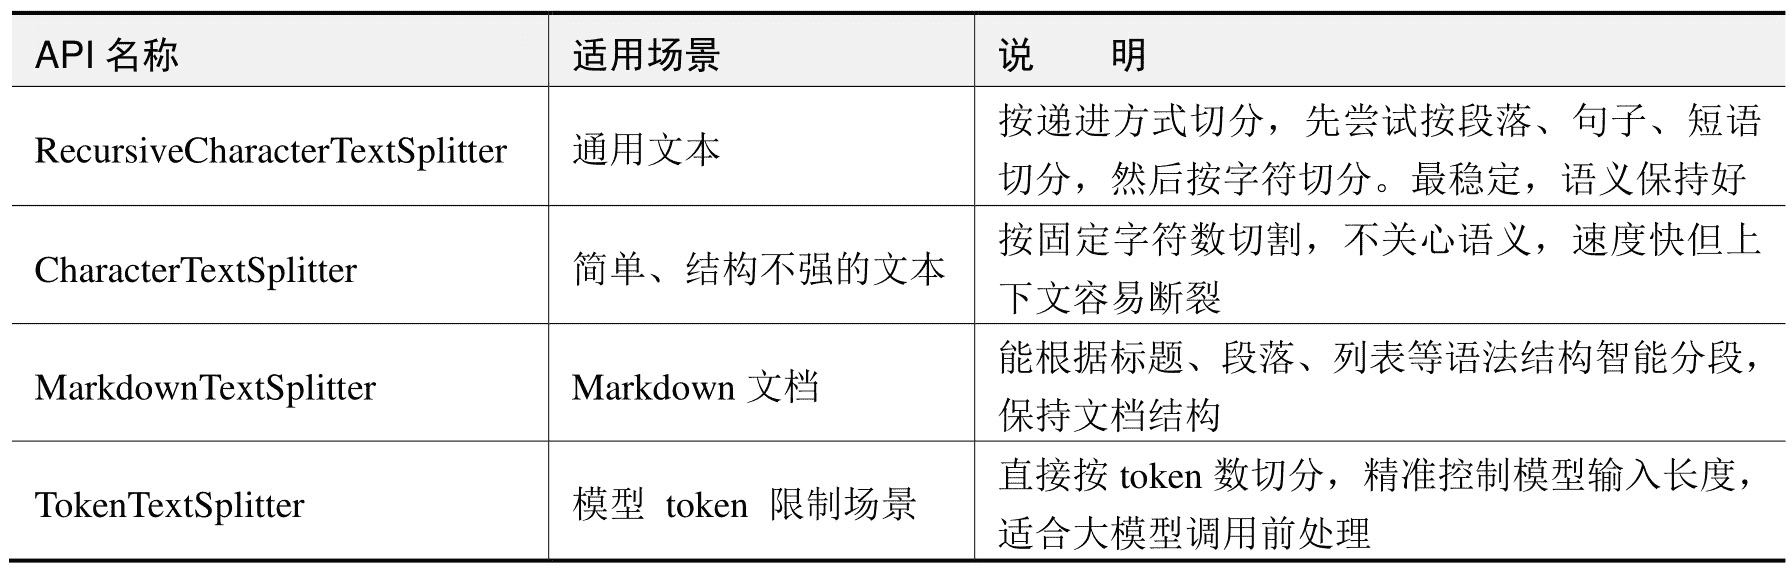 API 名称 适用场景 说 明
RecursiveCharacterTextSplitter 通用文本 按递进方式切分，先尝试按段落、句子、短语
切分，然后按字符切分。最稳定，语义保持好
CharacterTextSplitter 简单、结构不强的文本 按固定字符数切割，不关心语义，速度快但上
下文容易断裂
MarkdownTextSplitter Markdown 文档 能根据标题、段落、列表等语法结构智能分段，
保持文档结构
TokenTextSplitter 模型 token 限制场景 直接按 token 数切分，精准控制模型输入长度，
适合大模型调用前处理